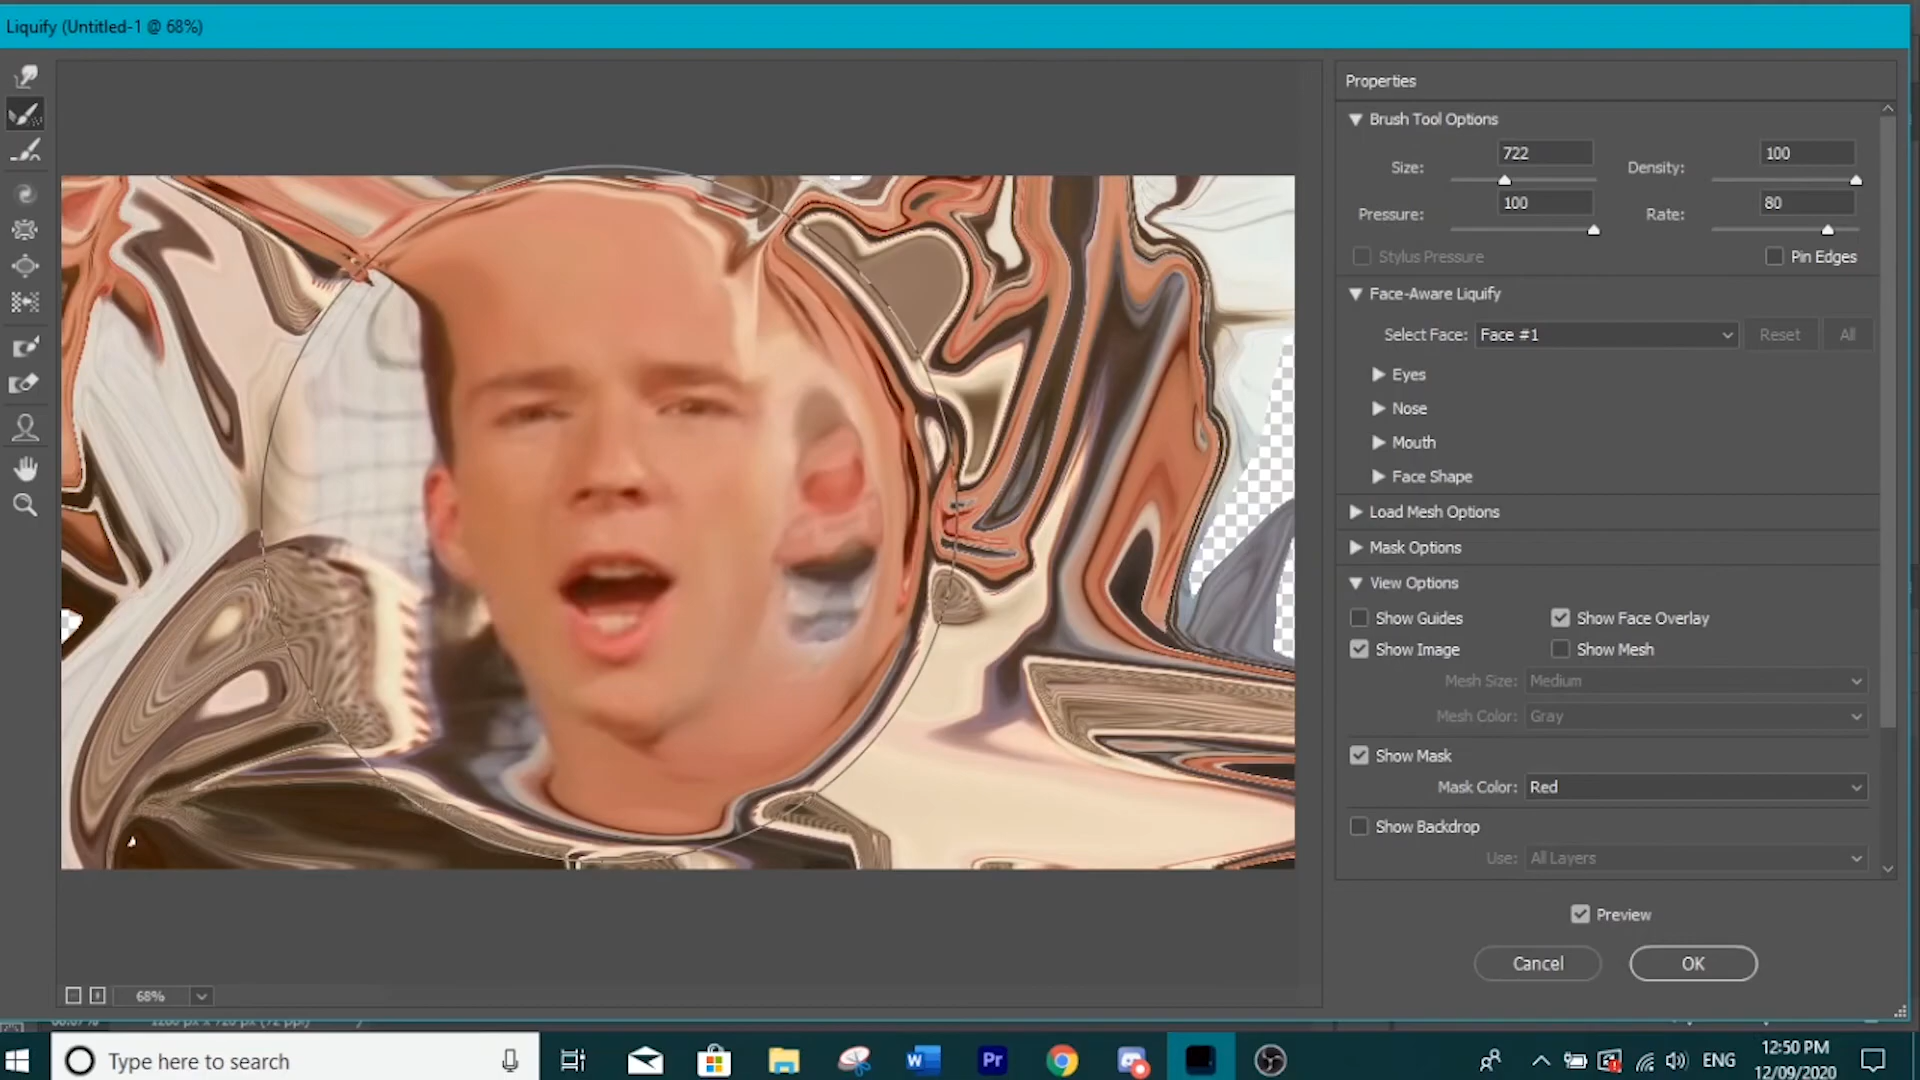 Liquify (Untitled-1 @ 68%)
Properties
Brush Tool Options
Size: 722 Density: 100
Pressure: 100 Rate: 80
Stylus Pressure Pin Edges
Face-Aware Liquify
Select Face: Face #1 Reset All
Eyes
Nose
Mouth
Face Shape
Load Mesh Options
Mask Options
View Options
Show Guides Show Face Overlay
Show Image Show Mesh
Mesh Size: Medium
Mesh Color: Gray
Show Mask
Mask Color: Red
Show Backdrop
Use: All Layers
Preview
Cancel OK
68%
Type here to search
W
Pr
ENG
12:50 PM
12/09/2020